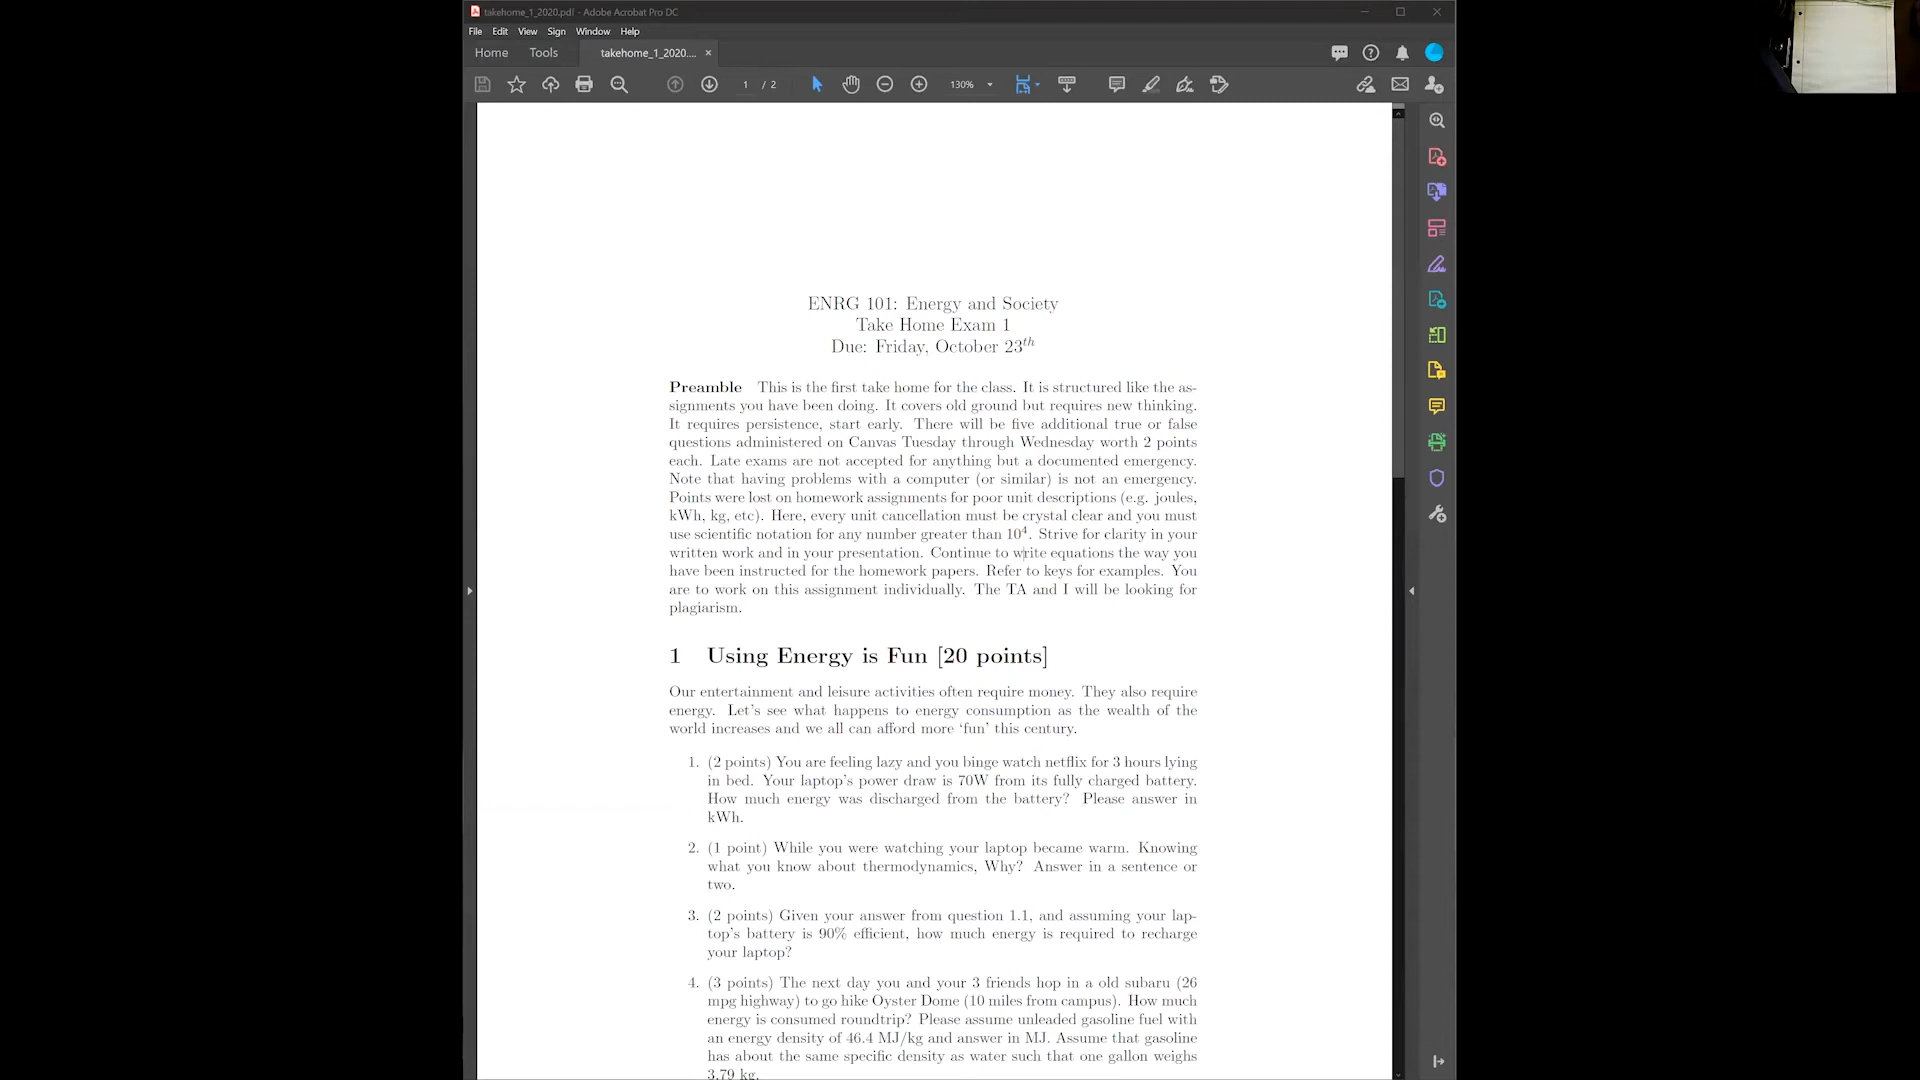 takehome_1_2020.pdf - Adobe Acrobat Pro DC
File Edit View Sign Window Help
Home Tools takehome_1_2020.... ×
1 / 2 130%
ENRG 101: Energy and Society
Take Home Exam 1
Due: Friday, October 23th
Preamble This is the first take home for the class. It is structured like the as-
signments you have been doing. It covers old ground but requires new thinking.
It requires persistence, start early. There will be five additional true or false
questions administered on Canvas Tuesday through Wednesday worth 2 points
each. Late exams are not accepted for anything but a documented emergency.
Note that having problems with a computer (or similar) is not an emergency.
Points were lost on homework assignments for poor unit descriptions (e.g. joules,
kWh, kg, etc). Here, every unit cancellation must be crystal clear and you must
use scientific notation for any number greater than 10⁴. Strive for clarity in your
written work and in your presentation. Continue to write equations the way you
have been instructed for the homework papers. Refer to keys for examples. You
are to work on this assignment individually. The TA and I will be looking for
plagiarism.
1 Using Energy is Fun [20 points]
Our entertainment and leisure activities often require money. They also require
energy. Let's see what happens to energy consumption as the wealth of the
world increases and we all can afford more 'fun' this century.
1. (2 points) You are feeling lazy and you binge watch netflix for 3 hours lying
in bed. Your laptop's power draw is 70W from its fully charged battery.
How much energy was discharged from the battery? Please answer in
kWh.
2. (1 point) While you were watching your laptop became warm. Knowing
what you know about thermodynamics, Why? Answer in a sentence or
two.
3. (2 points) Given your answer from question 1.1, and assuming your lap-
top's battery is 90% efficient, how much energy is required to recharge
your laptop?
4. (3 points) The next day you and your 3 friends hop in a old subaru (26
mpg highway) to go hike Oyster Dome (10 miles from campus). How much
energy is consumed roundtrip? Please assume unleaded gasoline fuel with
an energy density of 46.4 MJ/kg and answer in MJ. Assume that gasoline
has about the same specific density as water such that one gallon weighs
3.79 kg.